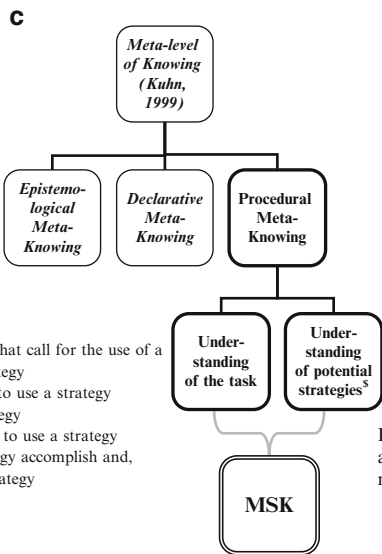 c
Meta-level
of Knowing
(Kuhn,
1999)
Epistemo-
logical
Meta-
Knowing
Declarative
Meta-
Knowing
Procedural
Meta-
Knowing
Under-
standing
of the task
Under-
standing
of potential
strategies$
hat call for the use of a
tegy
to use a strategy
tegy
to use a strategy
gy accomplish and,
rategy
MSK